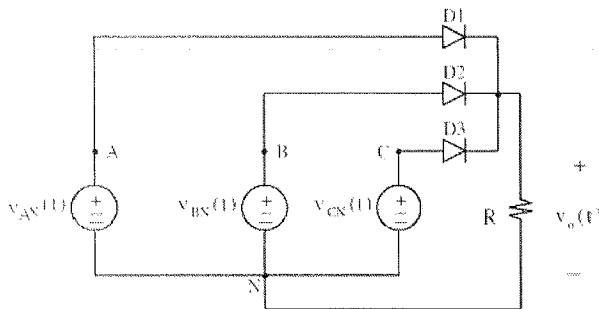 D1
D2
D3
A
B
C
v_AN(t)
v_BN(t)
v_CN(t)
+
~
+
~
+
~
R
+
v_o(t)
−
N